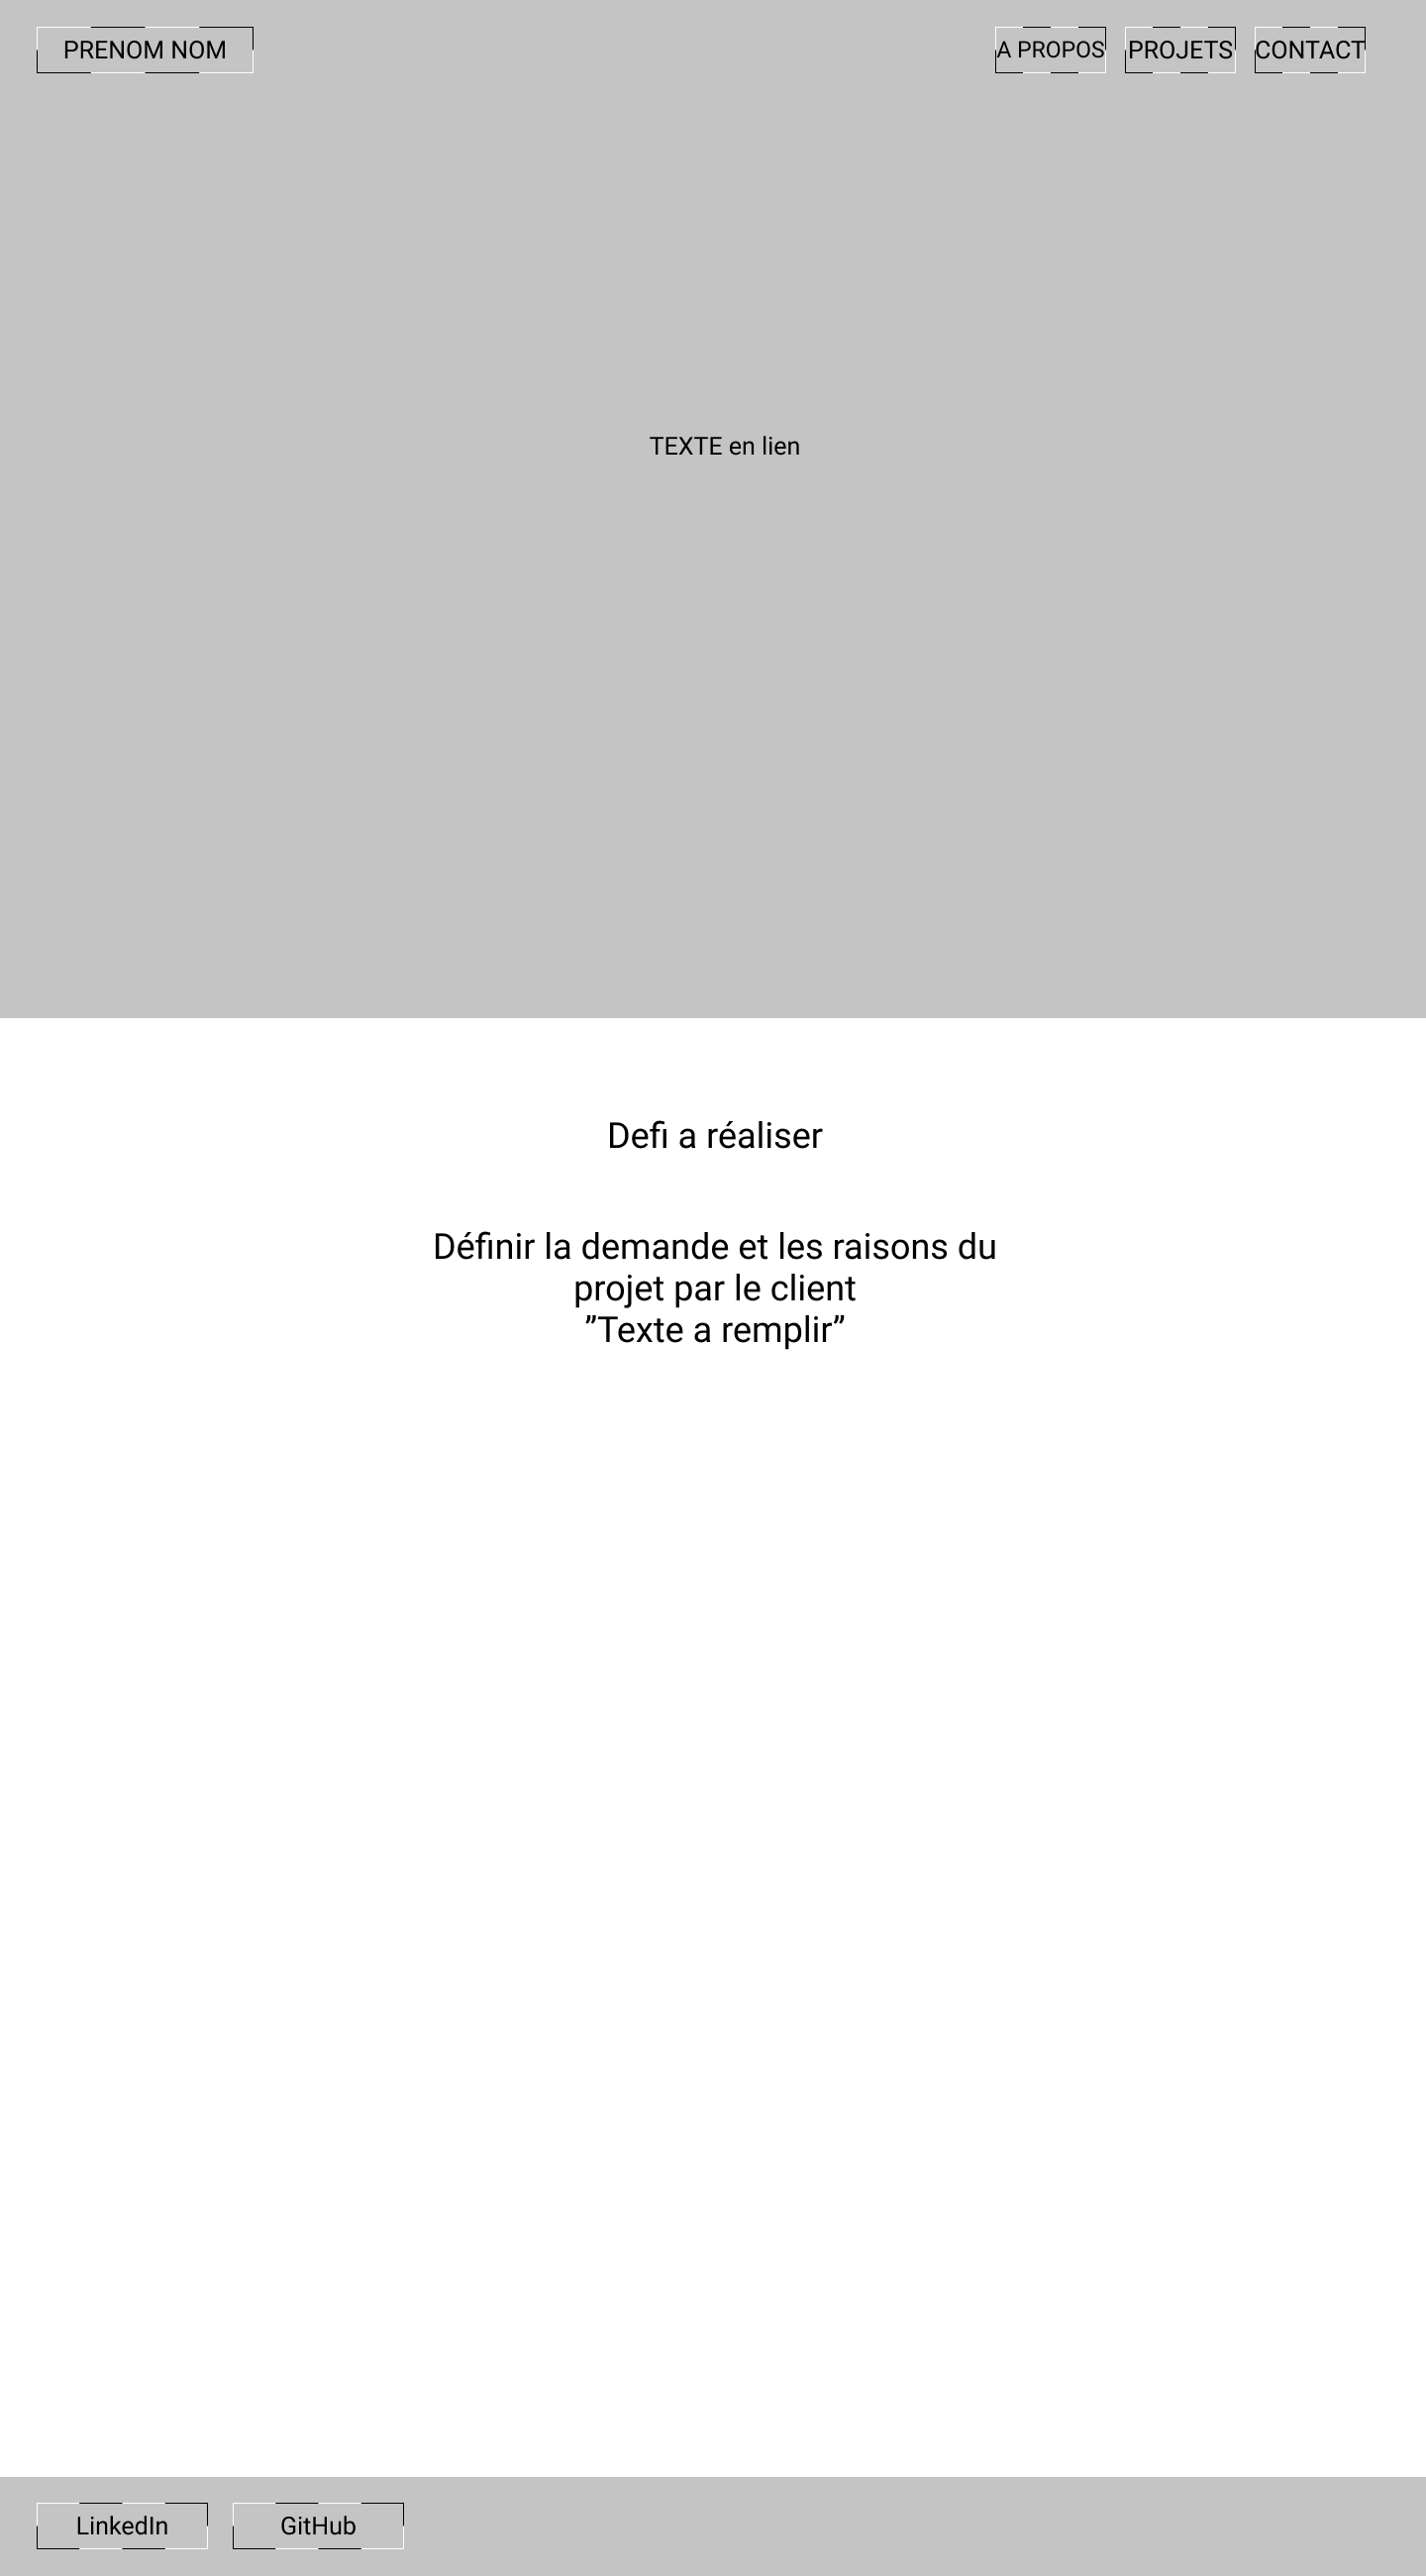 PRENOM NOM
A PROPOS
PROJETS
CONTACT
TEXTE en lien
Defi a réaliser
Définir la demande et les raisons du
projet par le client
”Texte a remplir”
LinkedIn
GitHub